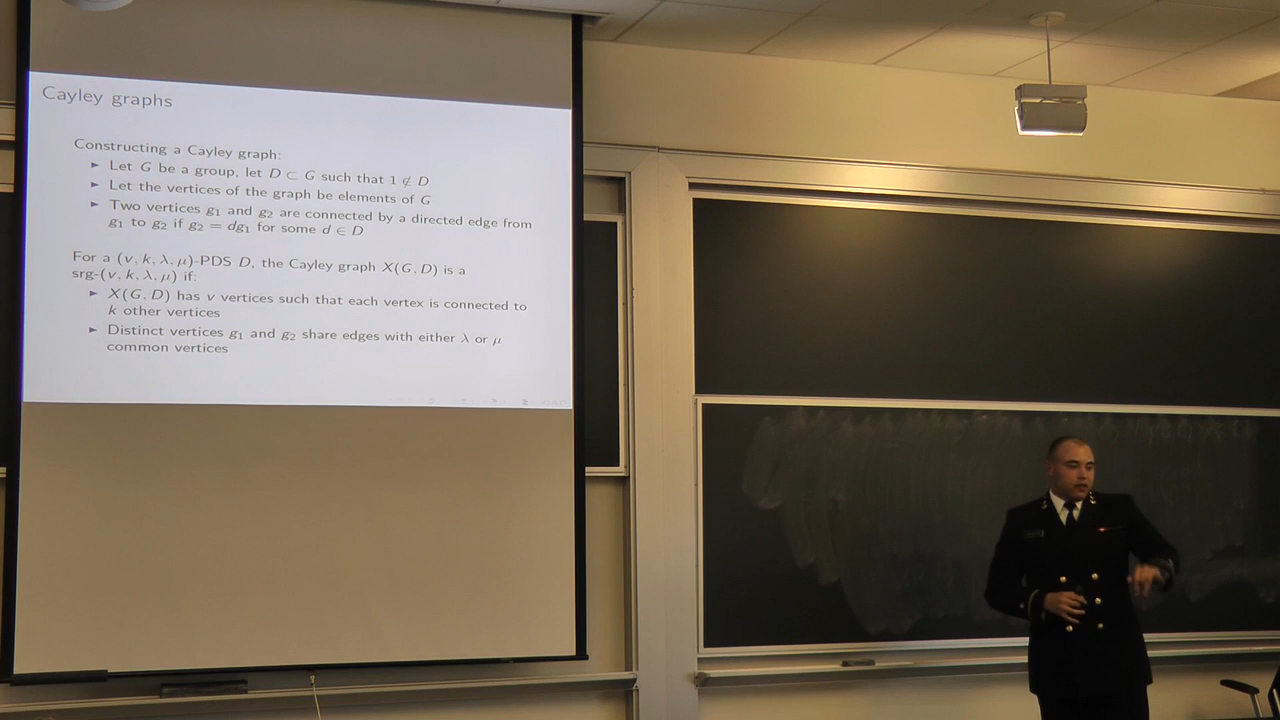 Cayley graphs
Constructing a Cayley graph:
► Let G be a group, let D ⊂ G such that 1 ∉ D
► Let the vertices of the graph be elements of G
► Two vertices g₁ and g₂ are connected by a directed edge from
g₁ to g₂ if g₂ = dg₁ for some d ∈ D
For a (v, k, λ, μ)-PDS D, the Cayley graph X(G, D) is a
srg-(v, k, λ, μ) if:
► X(G, D) has v vertices such that each vertex is connected to
k other vertices
► Distinct vertices g₁ and g₂ share edges with either λ or μ
common vertices